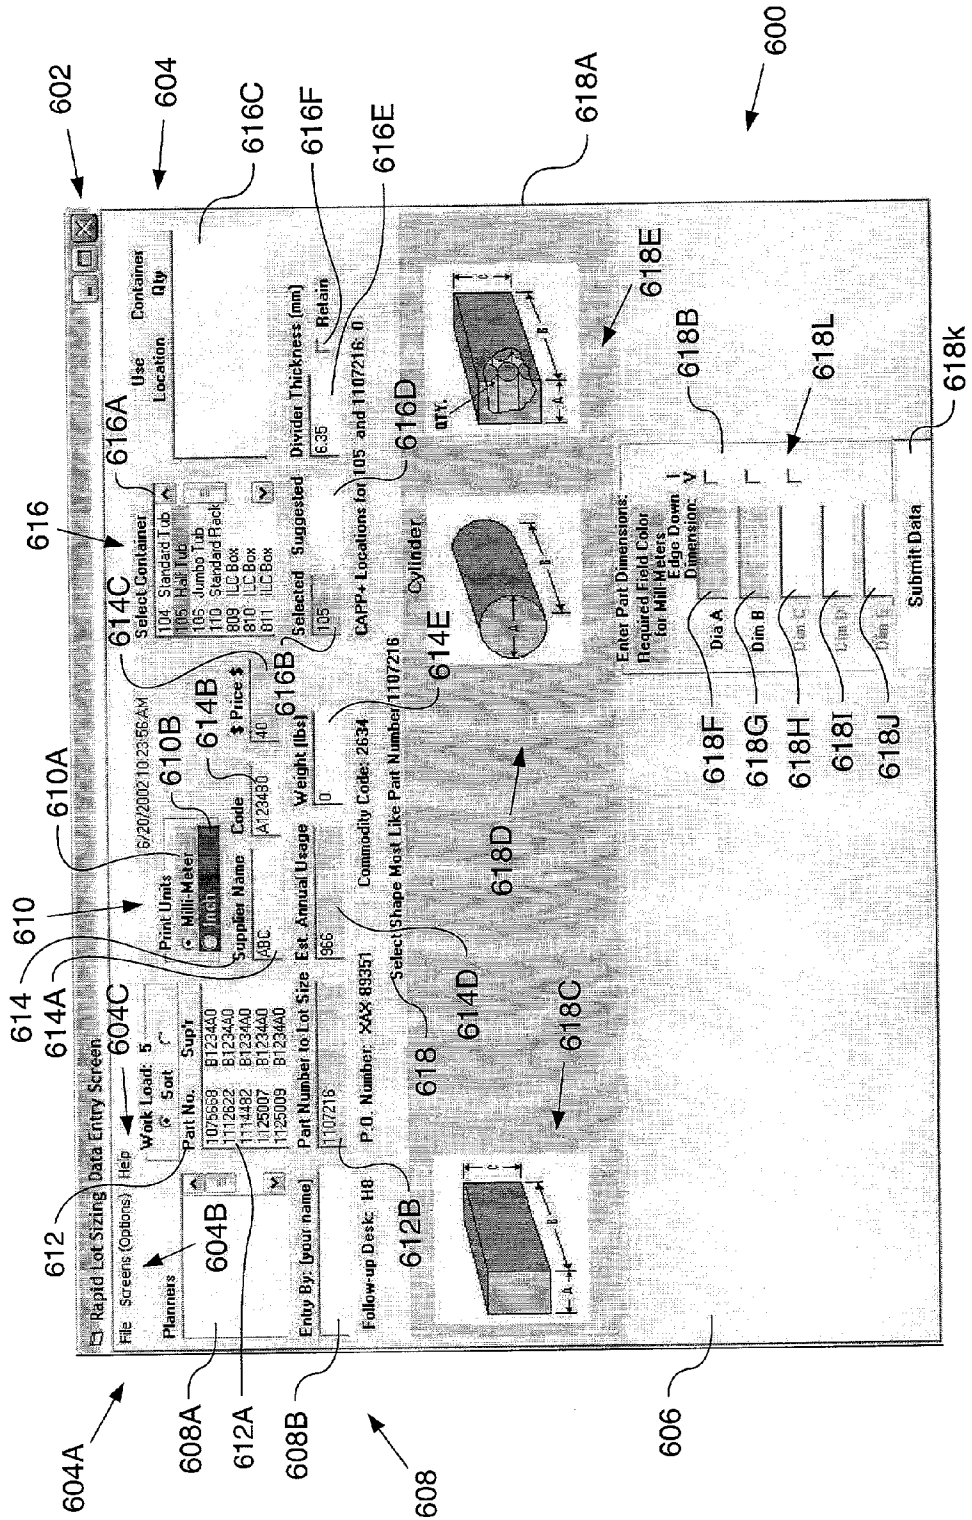 Rapid Lot Sizing Data Entry Screen
File Screens (Options) Help
Planners
Work Load: 5
Sort
Part No. Sup'r
1075668 B1234A0
1112622 B1234A0
1114482 B1234A0
1125007 B1234A0
1125009 B1234A0
Print Units
Milli-Meter
6/20/2002 10:23:56 AM
Supplier Name
ABC
Code
A1234B0
$ Price $
40
Select Container
104 Standard Tub
105 Half Tub
106 Jumbo Tub
110 Standard Rack
809 ILC Box
810 ILC Box
811 ILC Box
Use Location
Container Qty
Entry By: (your name)
Part Number to Lot Size
1107216
Est. Annual Usage
966
Weight (lbs)
0
Selected
105
Suggested
Divider Thickness (mm)
6.35
Retain
Follow-up Desk: H8
P.O. Number: XAX 89351
Commodity Code: 2634
CAPP+ Locations for 105 and 1107216: 0
Select Shape Most Like Part Number 1107216
A
B
C
Cylinder
A
B
QTY.
A
B
C
Enter Part Dimensions:
Required Field Color
for Milli-Meters
Edge Down
Dimension:
Dia A
Dim. B
Dim. C
Dim. D
Submit Data
600
602
604
604A
604B
604C
606
608
608A
608B
610
610A
610B
612
612A
612B
614
614A
614B
614C
614D
614E
616
616A
616B
616C
616D
616E
616F
618
618A
618B
618C
618D
618E
618F
618G
618H
618I
618J
618k
618L